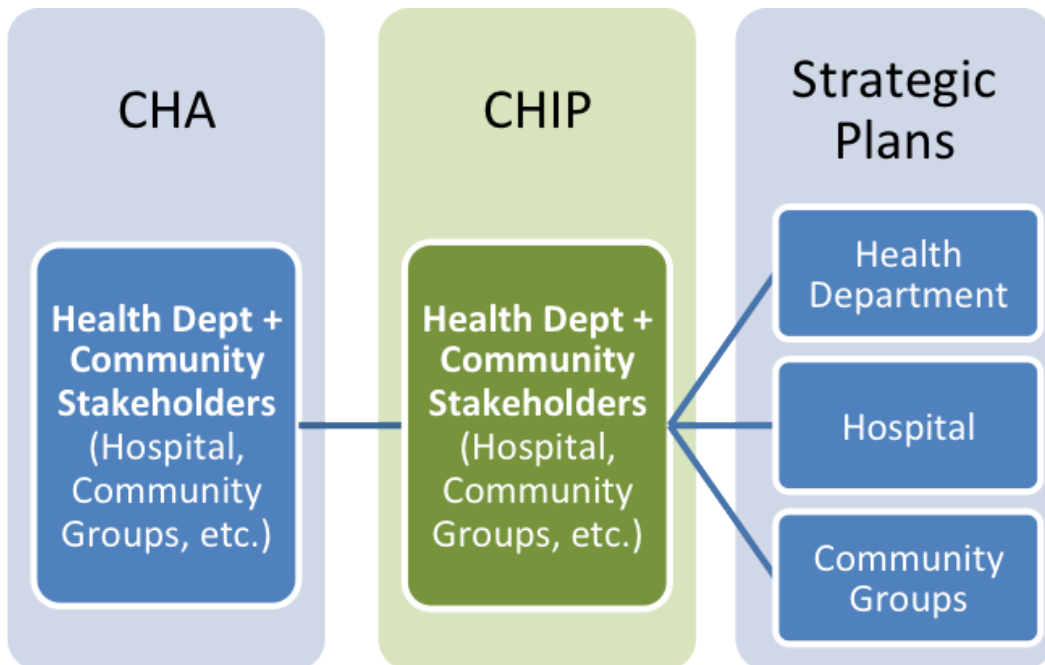 CHA
Health Dept +
Community
Stakeholders
(Hospital,
Community
Groups, etc.)
CHIP
Health Dept +
Community
Stakeholders
(Hospital,
Community
Groups, etc.)
Strategic
Plans
Health
Department
Hospital
Community
Groups